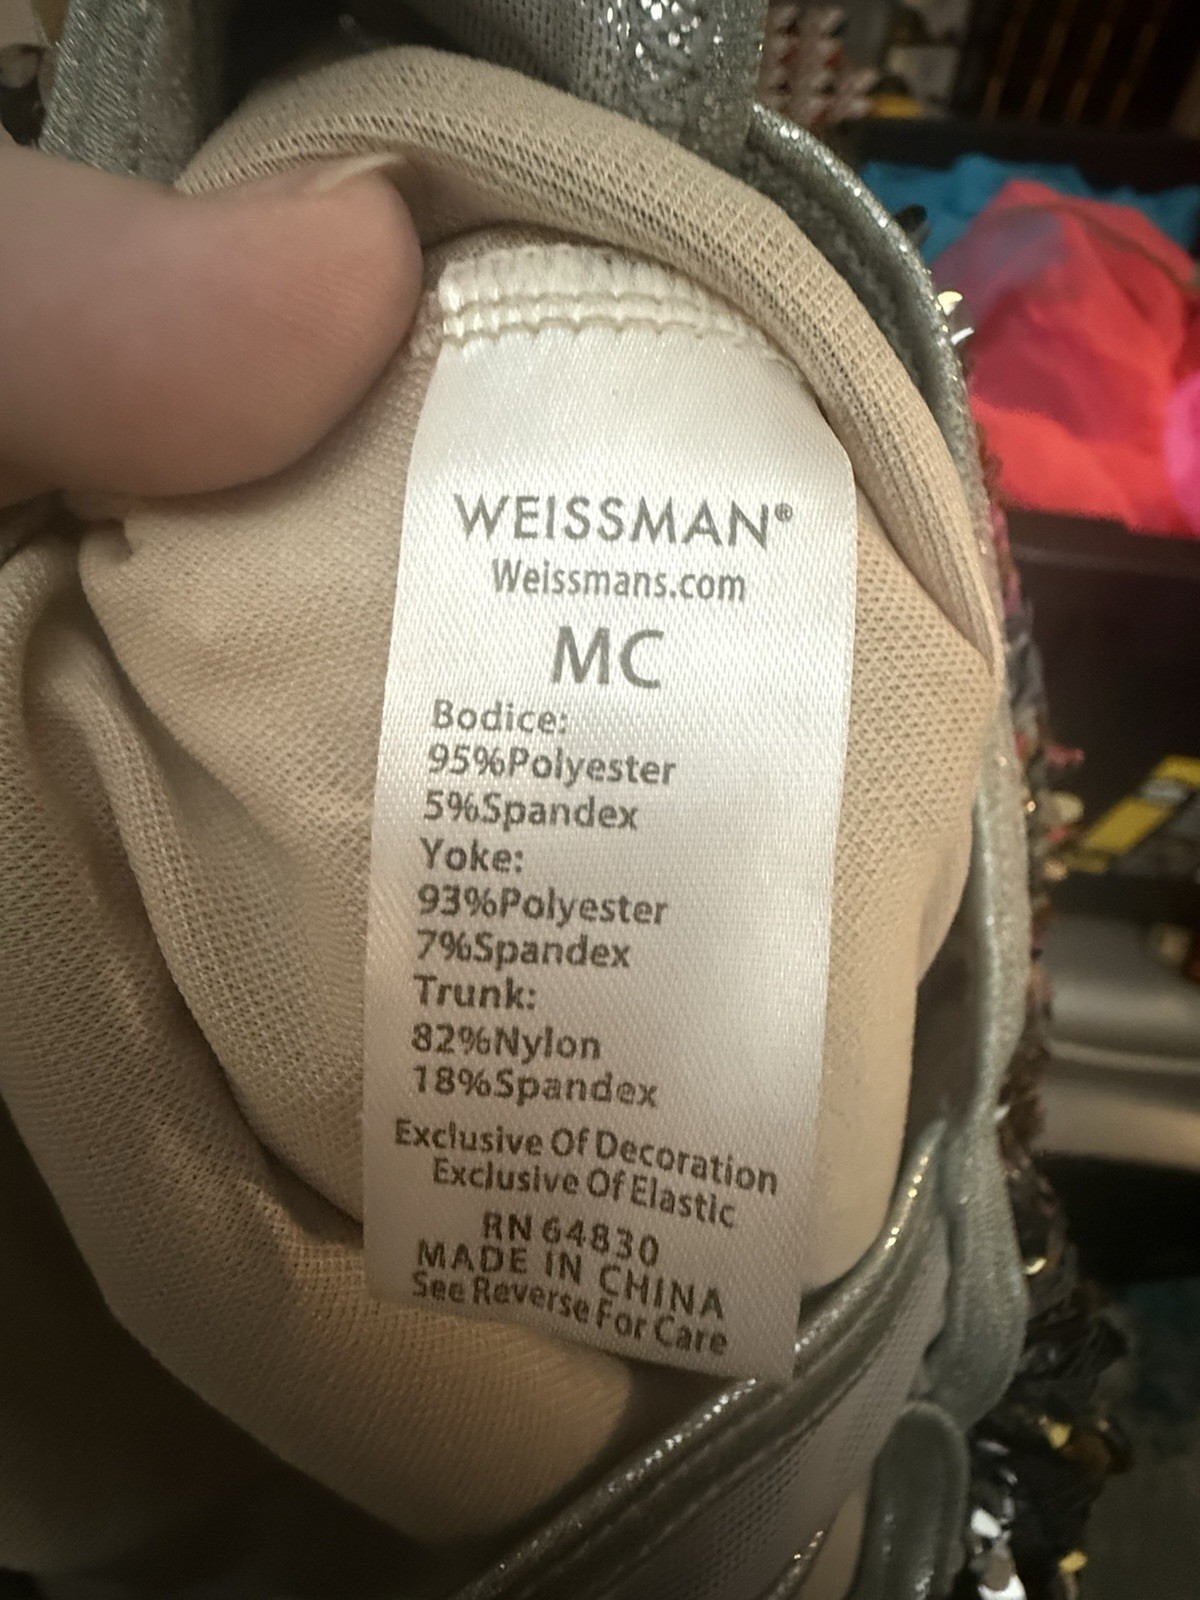 WEISSMAN®
Weissmans.com
MC
Bodice:
95%Polyester
5%Spandex
Yoke:
93%Polyester
7%Spandex
Trunk:
82%Nylon
18%Spandex
Exclusive Of Decoration
Exclusive Of Elastic
RN 64830
MADE IN CHINA
See Reverse For Care